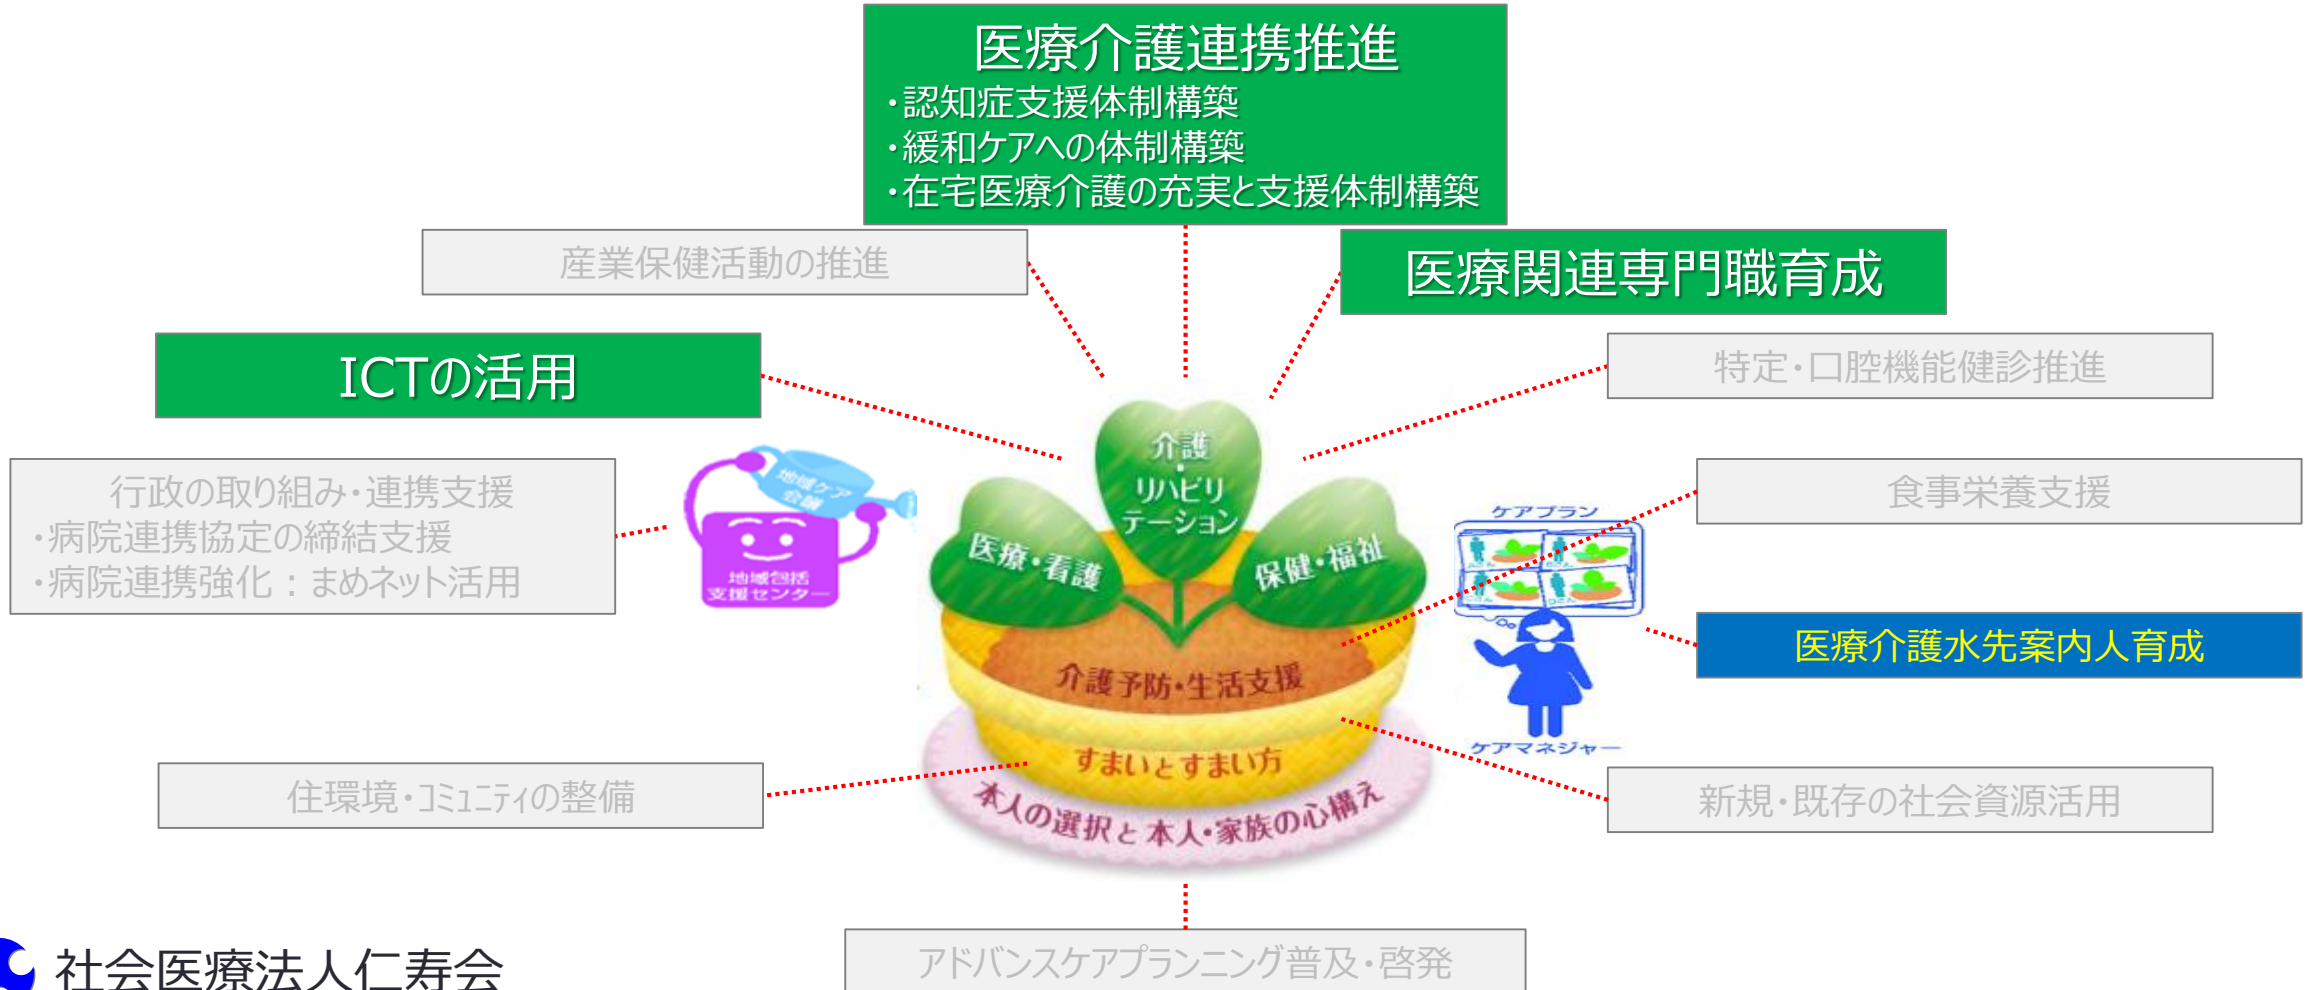 医療介護連携推進
・認知症支援体制構築
・緩和ケアへの体制構築
・在宅医療介護の充実と支援体制構築
産業保健活動の推進
医療関連専門職育成
ICTの活用
特定・口腔機能健診推進
行政の取り組み・連携支援
・病院連携協定の締結支援
・病院連携強化：まめネット活用
地域ケア
会議
地域包括
支援センター
介護
・
リハビリ
テーション
医療・看護
保健・福祉
介護予防・生活支援
すまいとすまい方
本人の選択と本人・家族の心構え
食事栄養支援
ケアプラン
ケアマネジャー
医療介護水先案内人育成
住環境・コミュニティの整備
新規・既存の社会資源活用
アドバンスケアプランニング普及・啓発
社会医療法人仁寿会